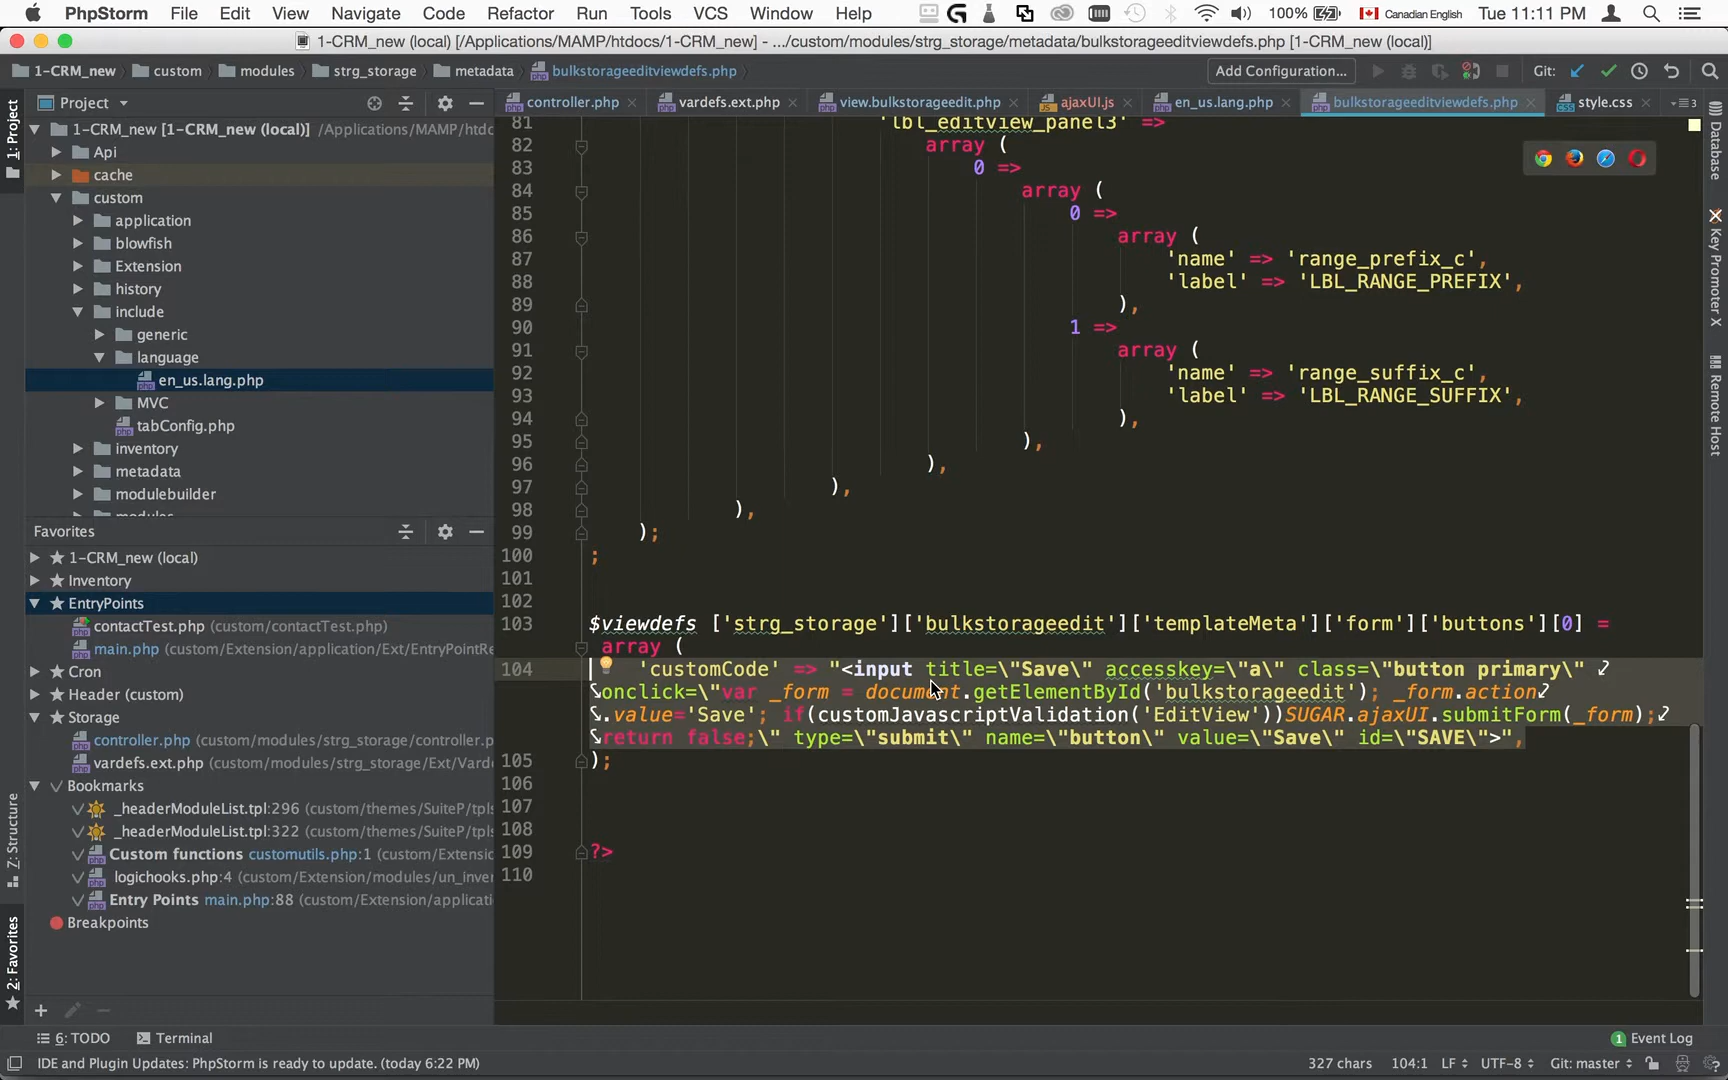 PhpStorm File Edit View Navigate Code Refactor Run Tools VCS Window Help 100% Canadian English Tue 11:11 PM
1-CRM_new (local) [/Applications/MAMP/htdocs/1-CRM_new] - .../custom/modules/strg_storage/metadata/bulkstorageeditviewdefs.php [1-CRM_new (local)]
1-CRM_new custom modules strg_storage metadata bulkstorageeditviewdefs.php Add Configuration... Git:
Project
controller.php vardefs.ext.php view.bulkstorageedit.php ajaxUI.js en_us.lang.php bulkstorageeditviewdefs.php style.css
1: Project
1-CRM_new [1-CRM_new (local)] /Applications/MAMP/htdoc
Api
cache
custom
application
blowfish
Extension
history
include
generic
language
en_us.lang.php
MVC
tabConfig.php
inventory
metadata
modulebuilder
modules
Favorites
1-CRM_new (local)
Inventory
EntryPoints
contactTest.php (custom/contactTest.php)
main.php (custom/Extension/application/Ext/EntryPointRe
Cron
Header (custom)
Storage
controller.php (custom/modules/strg_storage/controller.p
vardefs.ext.php (custom/modules/strg_storage/Ext/Varde
Bookmarks
_headerModuleList.tpl:296 (custom/themes/SuiteP/tpls
_headerModuleList.tpl:322 (custom/themes/SuiteP/tpls
Custom functions customutils.php:1 (custom/Extensic
logichooks.php:4 (custom/Extension/modules/un_inver
Entry Points main.php:88 (custom/Extension/applicati
Breakpoints
7: Structure
2: Favorites
81 'lbl_editview_panel3' =>
82 array (
83 0 =>
84 array (
85 0 =>
86 array (
87 'name' => 'range_prefix_c',
88 'label' => 'LBL_RANGE_PREFIX',
89 ),
90 1 =>
91 array (
92 'name' => 'range_suffix_c',
93 'label' => 'LBL_RANGE_SUFFIX',
94 ),
95 ),
96 ),
97 ),
98 ),
99 );
100 ;
101
102
103 $viewdefs ['strg_storage']['bulkstorageedit']['templateMeta']['form']['buttons'][0] =
array (
104 'customCode' => "<input title=\"Save\" accesskey=\"a\" class=\"button primary\"
onclick=\"var _form = document.getElementById('bulkstorageedit'); _form.action
.value='Save'; if(customJavascriptValidation('EditView'))SUGAR.ajaxUI.submitForm(_form);
return false;\" type=\"submit\" name=\"button\" value=\"Save\" id=\"SAVE\">",
105 );
106
107
108
109 ?>
110
Database
Key Promoter X
Remote Host
6: TODO Terminal 1 Event Log
IDE and Plugin Updates: PhpStorm is ready to update. (today 6:22 PM) 327 chars 104:1 LF UTF-8 Git: master